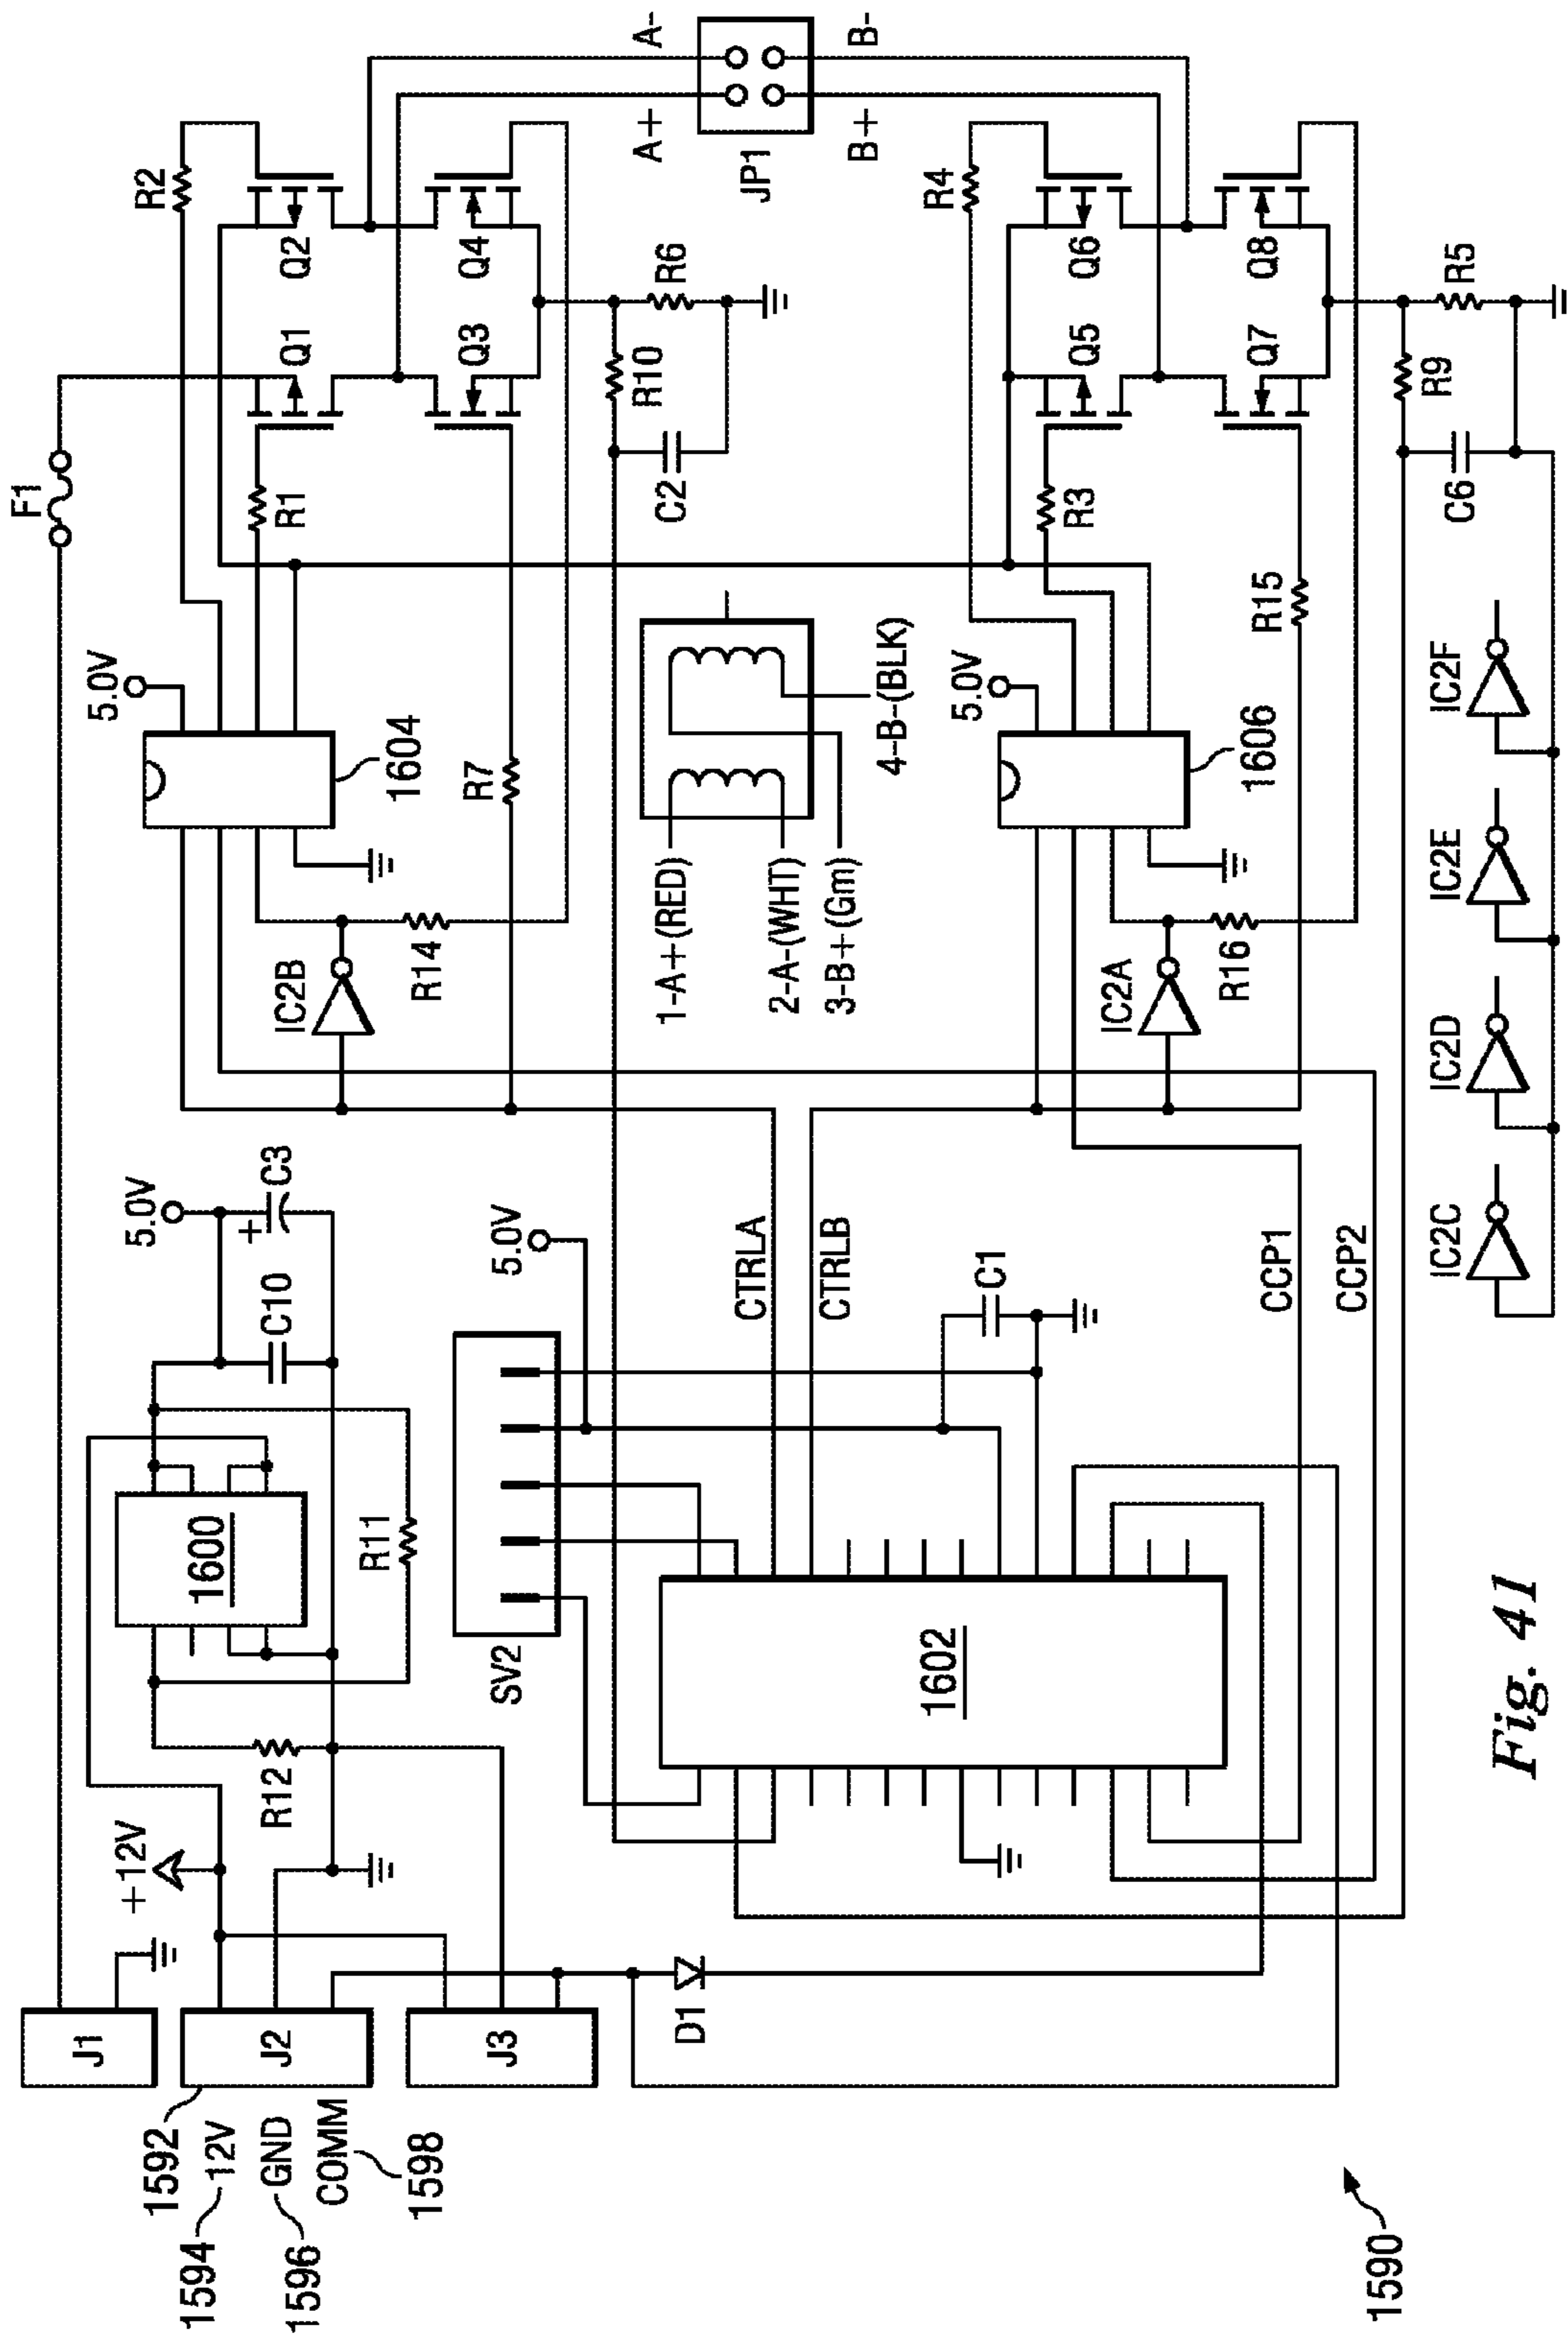 F1
J1
J2
J3
1592
1594
12V
1596
GND
COMM
1598
+12V
R12
1600
R11
C10
5.0V
C3
+
SV2
5.0V
D1
1602
C1
CTRLA
CTRLB
CCP1
CCP2
5.0V
1604
IC2B
R14
R7
R1
R2
Q1
Q2
Q3
Q4
R10
R6
C2
A+
A-
JP1
B+
B-
1-A+(RED)
2-A-(WHT)
3-B+(Gm)
4-B-(BLK)
5.0V
1606
IC2A
R16
R15
R3
R4
Q5
Q6
Q7
Q8
R9
R5
C6
IC2C
IC2D
IC2E
IC2F
1590
Fig. 41